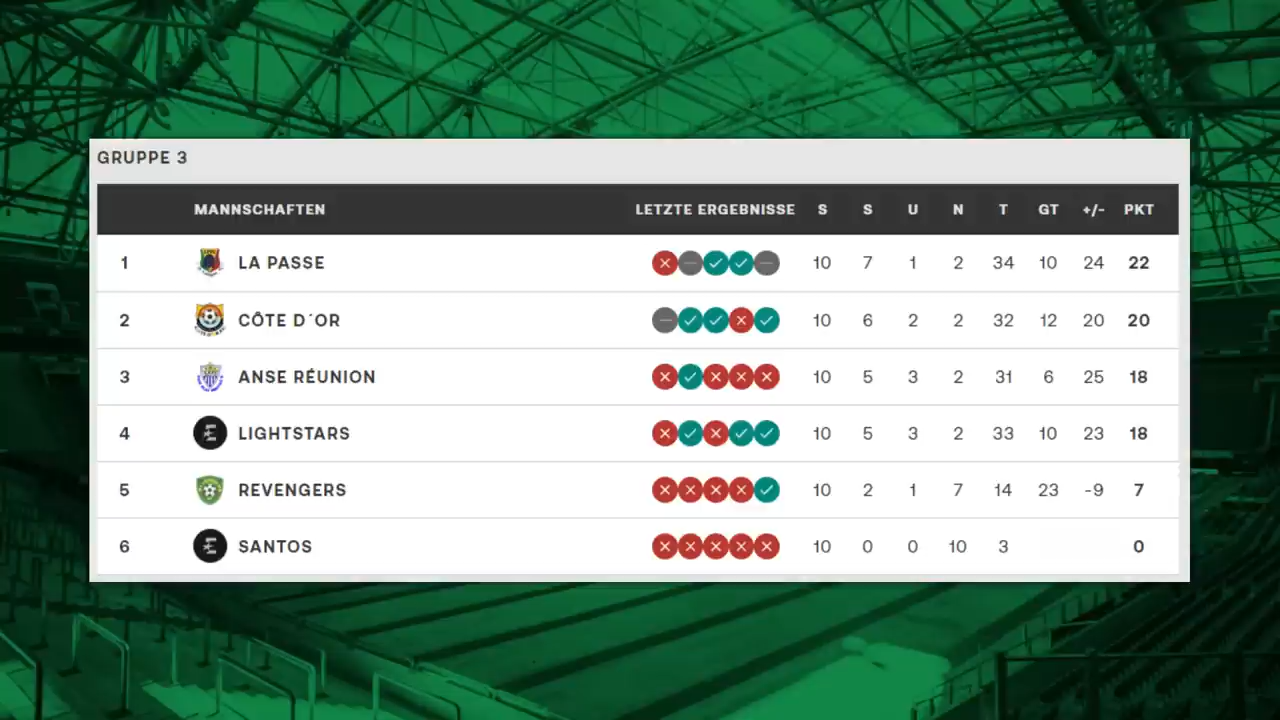 GRUPPE 3
MANNSCHAFTEN LETZTE ERGEBNISSE S S U N T GT +/- PKT
1 LA PASSE 10 7 1 2 34 10 24 22
2 CÔTE D´OR 10 6 2 2 32 12 20 20
3 ANSE RÉUNION 10 5 3 2 31 6 25 18
4 LIGHTSTARS 10 5 3 2 33 10 23 18
5 REVENGERS 10 2 1 7 14 23 -9 7
6 SANTOS 10 0 0 10 3 0